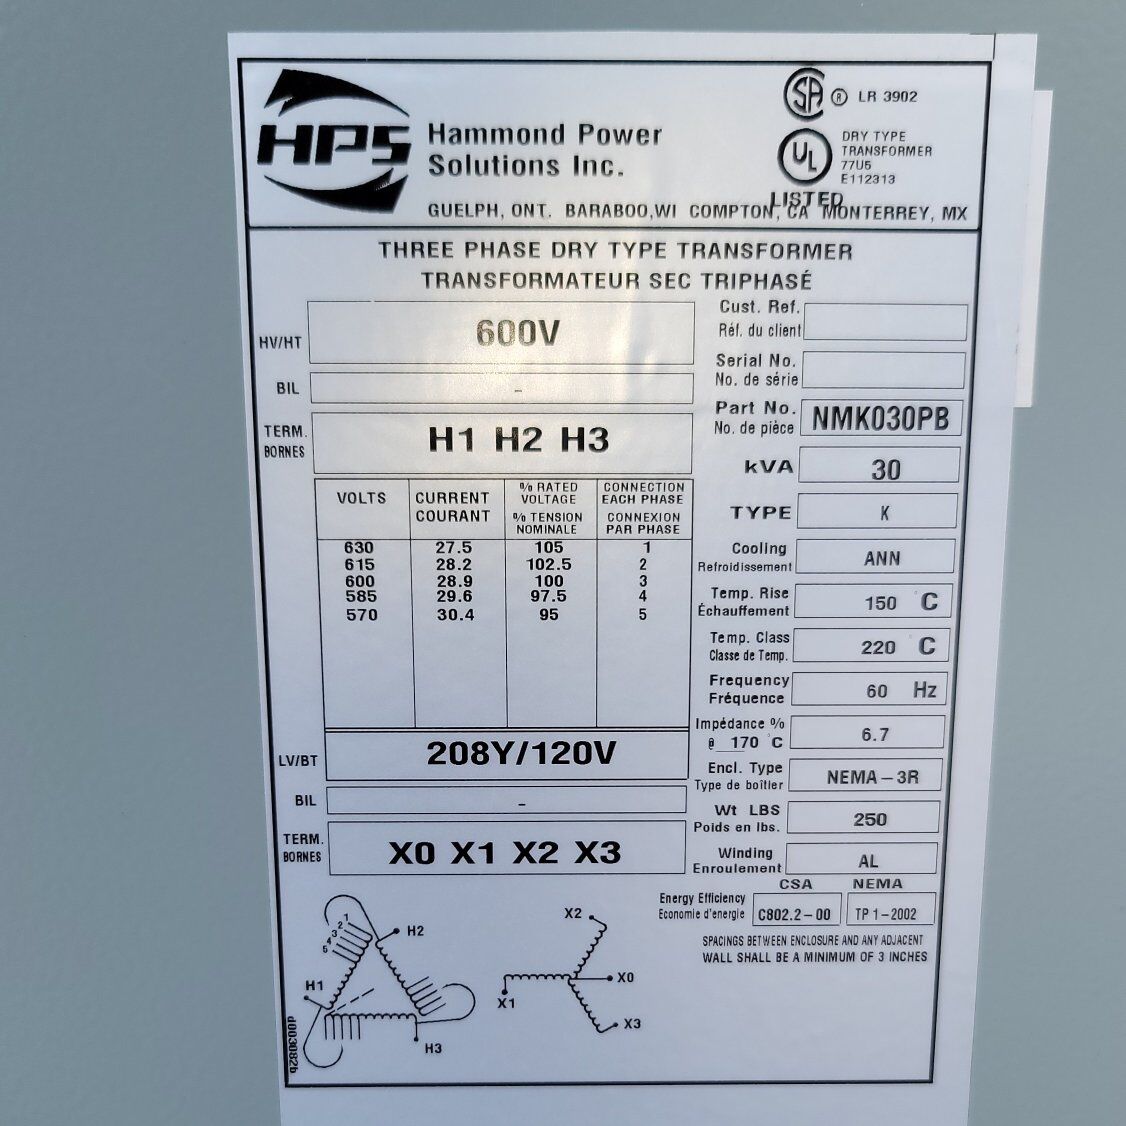 HPS
Hammond Power
Solutions Inc.
SA ® LR 3902
UL
DRY TYPE
TRANSFORMER
77U5
E112313
LISTED
GUELPH, ONT. BARABOO,WI COMPTON, CA MONTERREY, MX
THREE PHASE DRY TYPE TRANSFORMER
TRANSFORMATEUR SEC TRIPHASÉ
HV/HT 600V
BIL -
TERM.
BORNES
H1 H2 H3
VOLTS
CURRENT
COURANT
% RATED
VOLTAGE
% TENSION
NOMINALE
CONNECTION
EACH PHASE
CONNEXION
PAR PHASE
630 27.5 105 1
615 28.2 102.5 2
600 28.9 100 3
585 29.6 97.5 4
570 30.4 95 5
LV/BT 208Y/120V
BIL -
TERM.
BORNES
X0 X1 X2 X3
Cust. Ref.
Réf. du client
Serial No.
No. de série
Part No.
No. de pièce
NMK030PB
kVA 30
TYPE K
Cooling
Refroidissement
ANN
Temp. Rise
Échauffement
150 °C
Temp. Class
Classe de Temp.
220 °C
Frequency
Fréquence
60 Hz
Impédance %
@ 170 °C
6.7
Encl. Type
Type de boîtier
NEMA-3R
Wt LBS
Poids en lbs.
250
Winding
Enroulement
AL
CSA NEMA
Energy Efficiency
Economie d'energie
C802.2-00 TP 1-2002
SPACINGS BETWEEN ENCLOSURE AND ANY ADJACENT
WALL SHALL BE A MINIMUM OF 3 INCHES
1
2
3
4
5
H2
H1
H3
X2
X0
X1
X3
d003082b